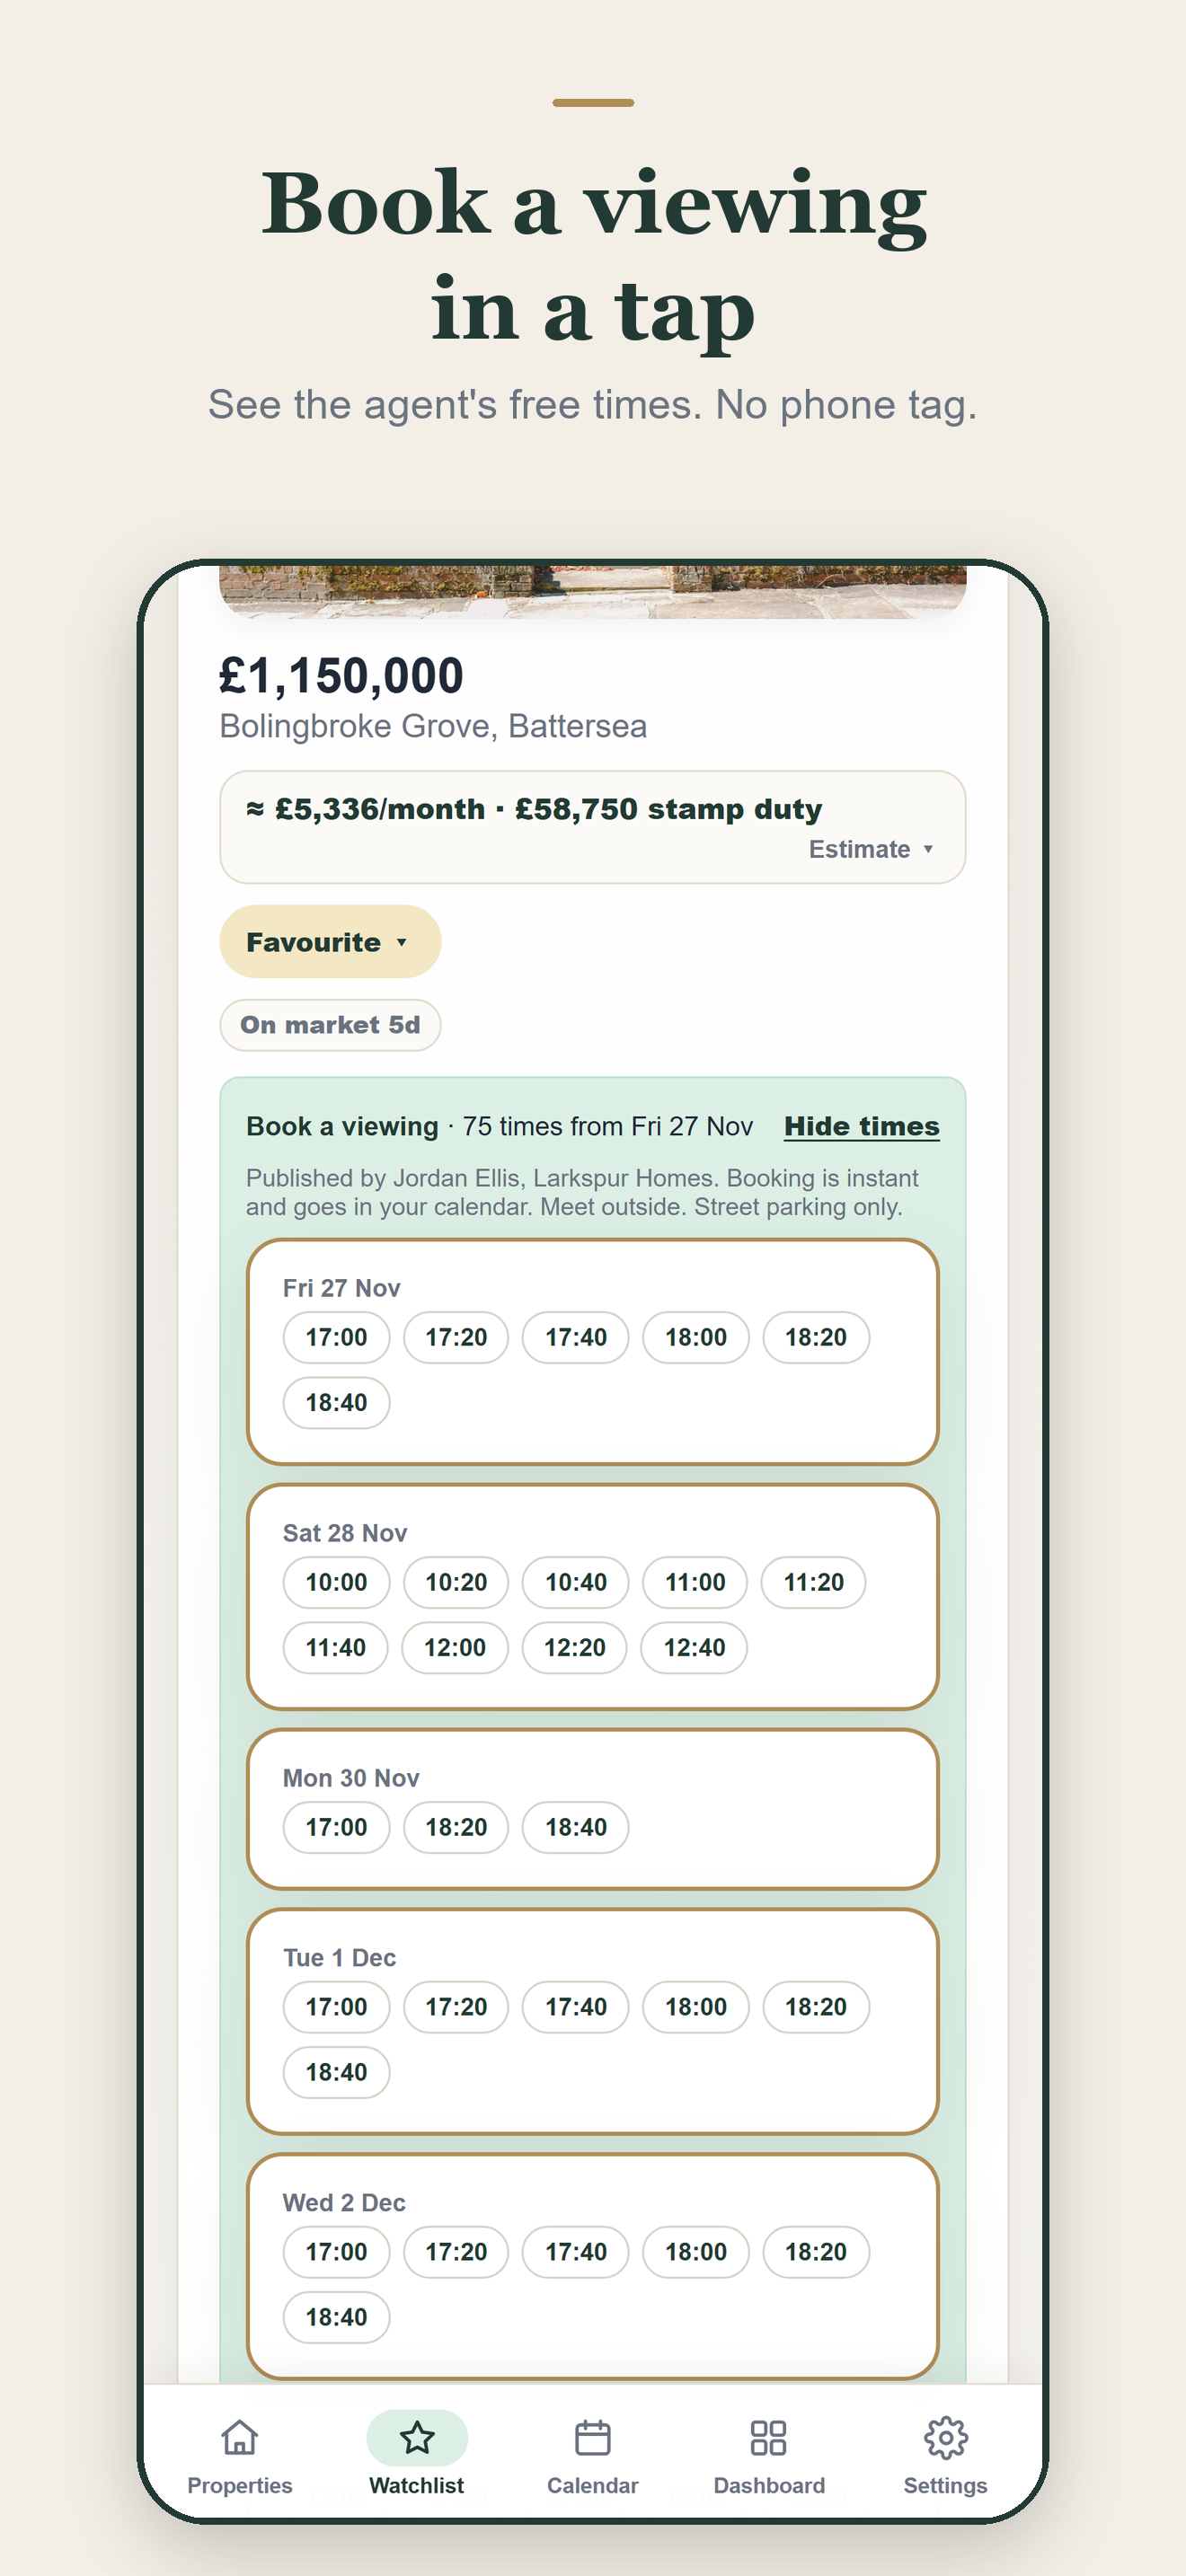 Book a viewing
in a tap
See the agent's free times. No phone tag.
£1,150,000
Bolingbroke Grove, Battersea
≈ £5,336/month · £58,750 stamp duty
Estimate ▼
Favourite ▼
On market 5d
Book a viewing · 75 times from Fri 27 Nov Hide times
Published by Jordan Ellis, Larkspur Homes. Booking is instant
and goes in your calendar. Meet outside. Street parking only.
Fri 27 Nov
17:00 17:20 17:40 18:00 18:20
18:40
Sat 28 Nov
10:00 10:20 10:40 11:00 11:20
11:40 12:00 12:20 12:40
Mon 30 Nov
17:00 18:20 18:40
Tue 1 Dec
17:00 17:20 17:40 18:00 18:20
18:40
Wed 2 Dec
17:00 17:20 17:40 18:00 18:20
18:40
Properties Watchlist Calendar Dashboard Settings